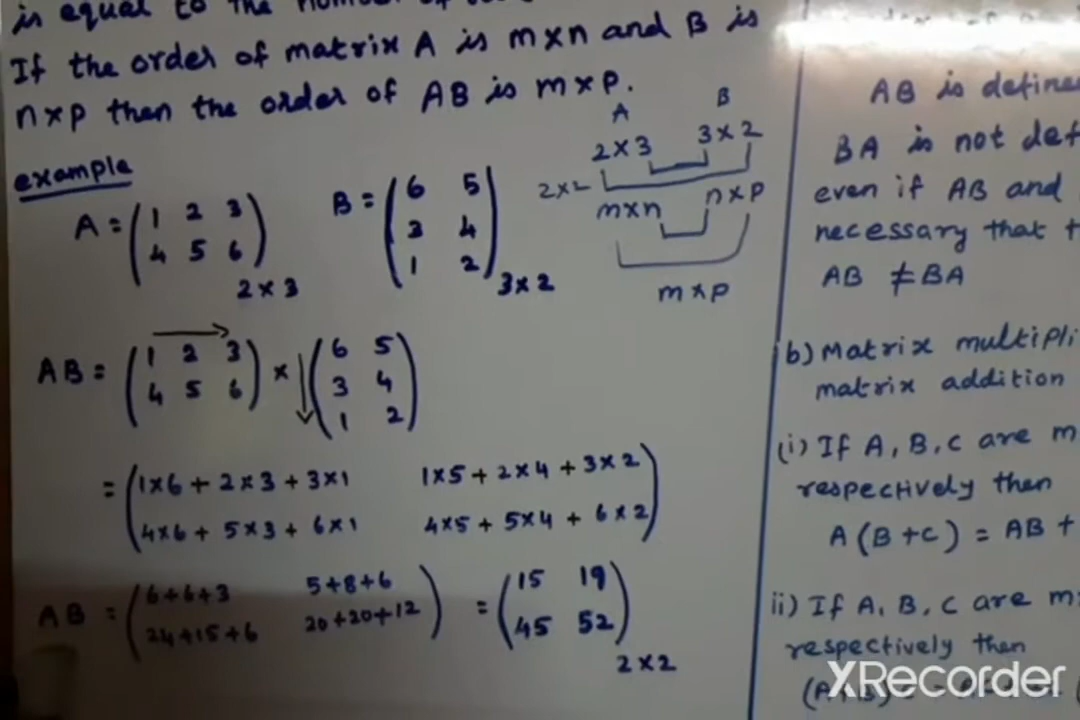 is equal to the number of
If the order of matrix A is m×n and B is
n×p then the order of AB is m×p.
example
A B
2×3 3×2
2×2
m×n n×p
m×p
A = (1 2 3
4 5 6)
2×3
B = (6 5
3 4
1 2)
3×2
AB = (1 2 3
4 5 6) × (6 5
3 4
1 2)
= (1×6 + 2×3 + 3×1 1×5 + 2×4 + 3×2
4×6 + 5×3 + 6×1 4×5 + 5×4 + 6×2)
AB = (6+6+3 5+8+6
24+15+6 20+20+12) = (15 19
45 52)
2×2
AB is define
BA is not def
even if AB and
necessary that t
AB ≠ BA
b) Matrix multipli
matrix addition
(i) If A, B, C are m
respectively then
A (B+C) = AB +
ii) If A, B, C are m
respectively then
XRecorder